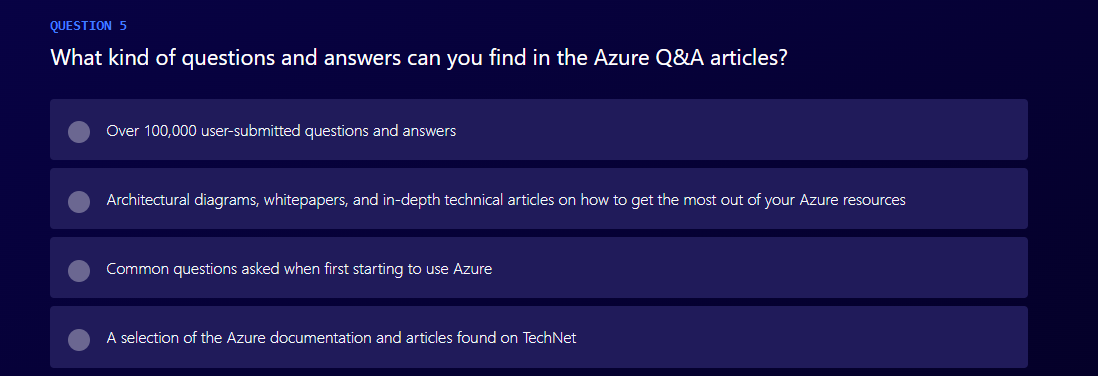 QUESTION 5
What kind of questions and answers can you find in the Azure Q&A articles?
Over 100,000 user-submitted questions and answers
Architectural diagrams, whitepapers, and in-depth technical articles on how to get the most out of your Azure resources
Common questions asked when first starting to use Azure
A selection of the Azure documentation and articles found on TechNet